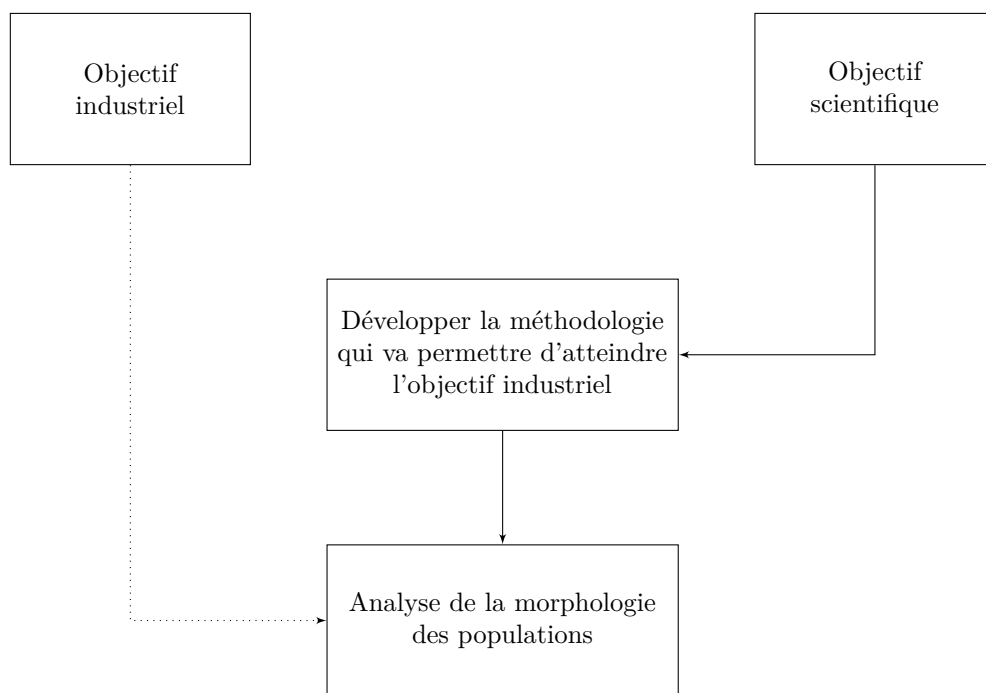 Objectif
industriel
Objectif
scientifique
Développer la méthodologie
qui va permettre d'atteindre
l'objectif industriel
Analyse de la morphologie
des populations